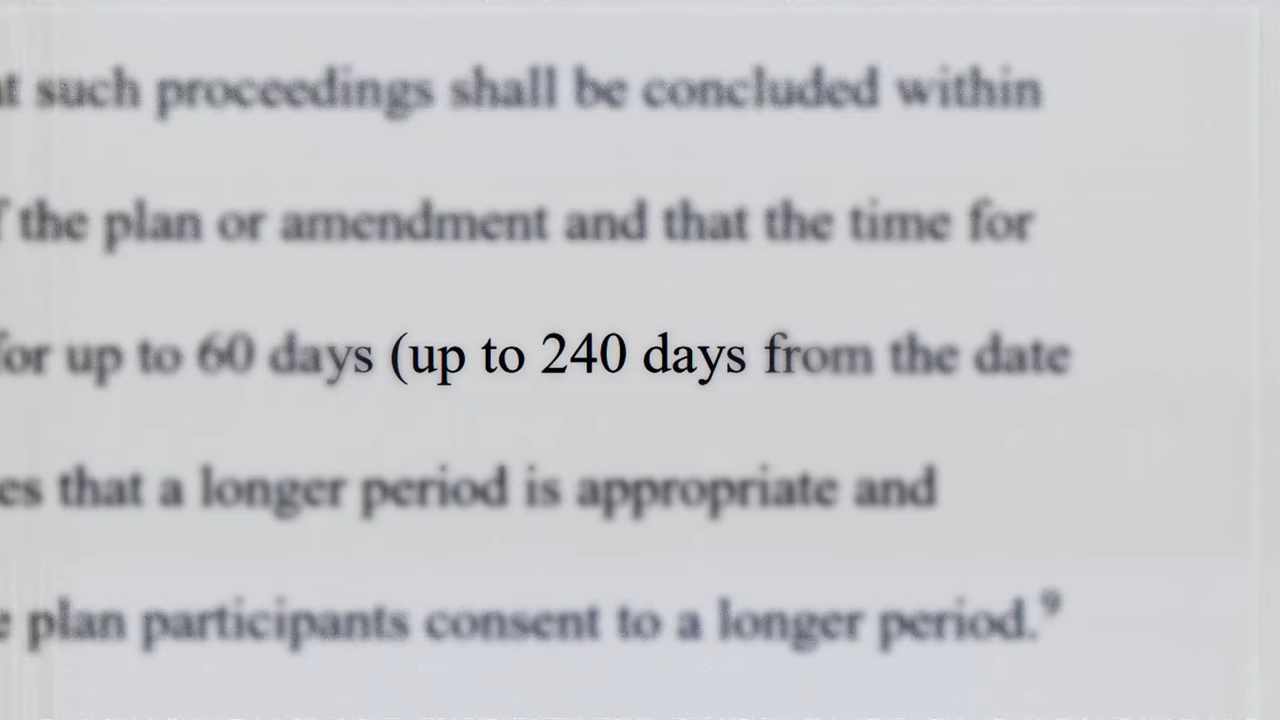 such proceedings shall be concluded within
the plan or amendment and that the time for
for up to 60 days (up to 240 days from the date
that a longer period is appropriate and
plan participants consent to a longer period.⁹